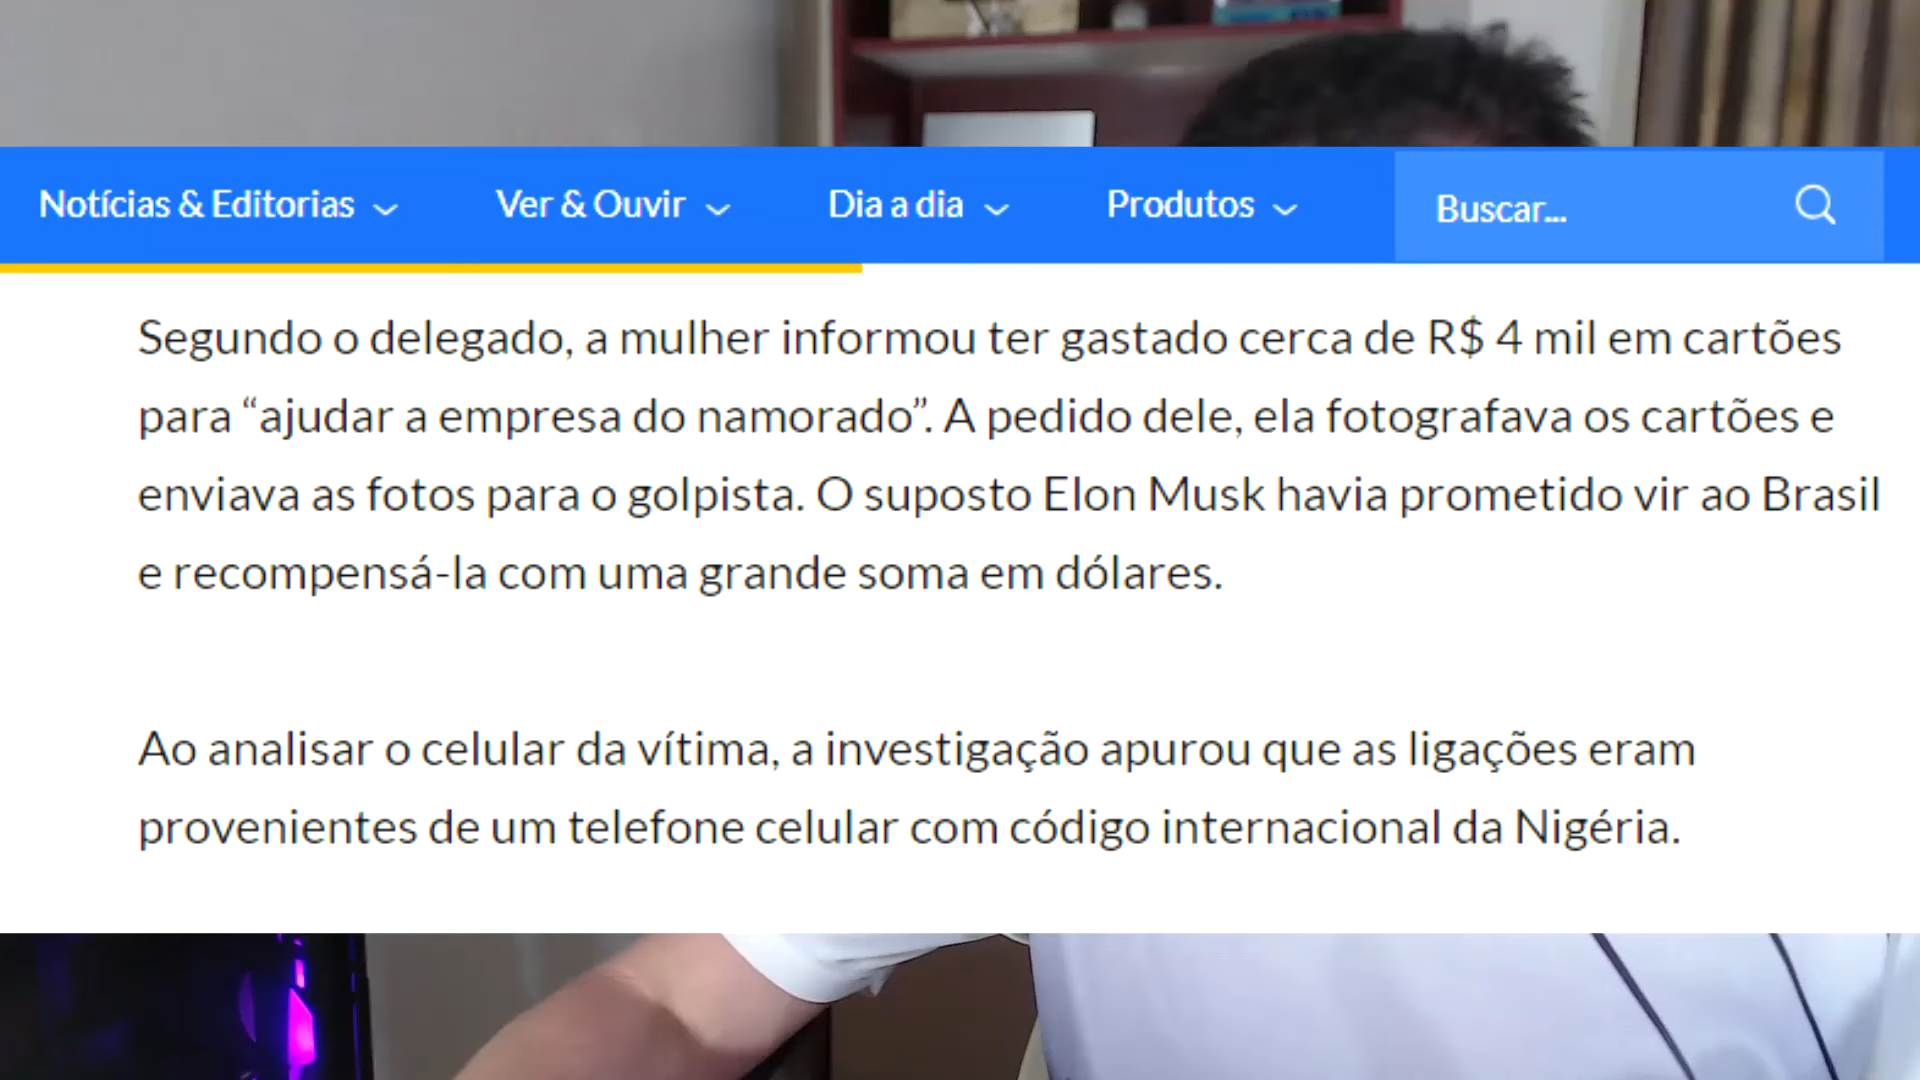 Notícias & Editorias Ver & Ouvir Dia a dia Produtos Buscar...
Segundo o delegado, a mulher informou ter gastado cerca de R$ 4 mil em cartões
para “ajudar a empresa do namorado”. A pedido dele, ela fotografava os cartões e
enviava as fotos para o golpista. O suposto Elon Musk havia prometido vir ao Brasil
e recompensá-la com uma grande soma em dólares.
Ao analisar o celular da vítima, a investigação apurou que as ligações eram
provenientes de um telefone celular com código internacional da Nigéria.